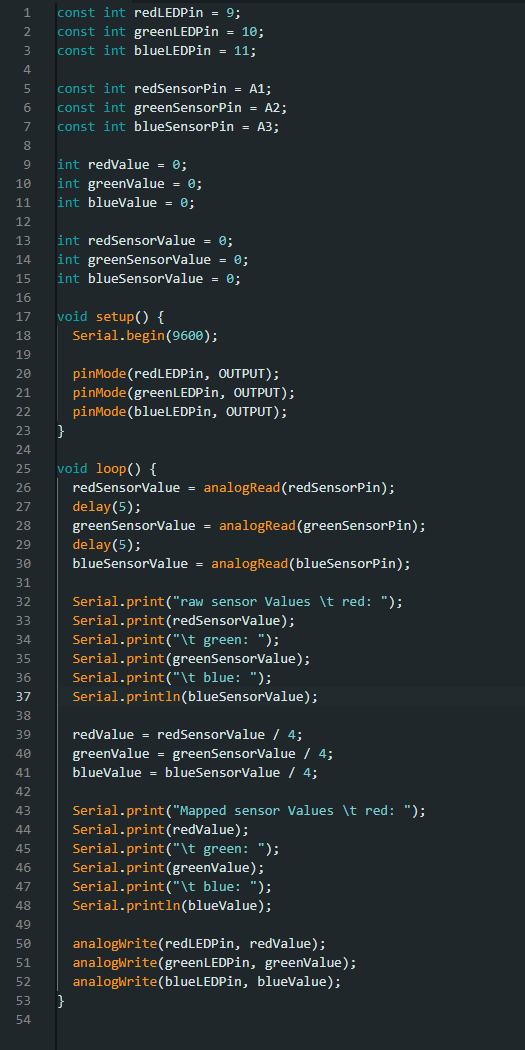 1 const int redLEDPin = 9;
2 const int greenLEDPin = 10;
3 const int blueLEDPin = 11;
4
5 const int redSensorPin = A1;
6 const int greenSensorPin = A2;
7 const int blueSensorPin = A3;
8
9 int redValue = 0;
10 int greenValue = 0;
11 int blueValue = 0;
12
13 int redSensorValue = 0;
14 int greenSensorValue = 0;
15 int blueSensorValue = 0;
16
17 void setup() {
18   Serial.begin(9600);
19
20   pinMode(redLEDPin, OUTPUT);
21   pinMode(greenLEDPin, OUTPUT);
22   pinMode(blueLEDPin, OUTPUT);
23 }
24
25 void loop() {
26   redSensorValue = analogRead(redSensorPin);
27   delay(5);
28   greenSensorValue = analogRead(greenSensorPin);
29   delay(5);
30   blueSensorValue = analogRead(blueSensorPin);
31
32   Serial.print("raw sensor Values \t red: ");
33   Serial.print(redSensorValue);
34   Serial.print("\t green: ");
35   Serial.print(greenSensorValue);
36   Serial.print("\t blue: ");
37   Serial.println(blueSensorValue);
38
39   redValue = redSensorValue / 4;
40   greenValue = greenSensorValue / 4;
41   blueValue = blueSensorValue / 4;
42
43   Serial.print("Mapped sensor Values \t red: ");
44   Serial.print(redValue);
45   Serial.print("\t green: ");
46   Serial.print(greenValue);
47   Serial.print("\t blue: ");
48   Serial.println(blueValue);
49
50   analogWrite(redLEDPin, redValue);
51   analogWrite(greenLEDPin, greenValue);
52   analogWrite(blueLEDPin, blueValue);
53 }
54